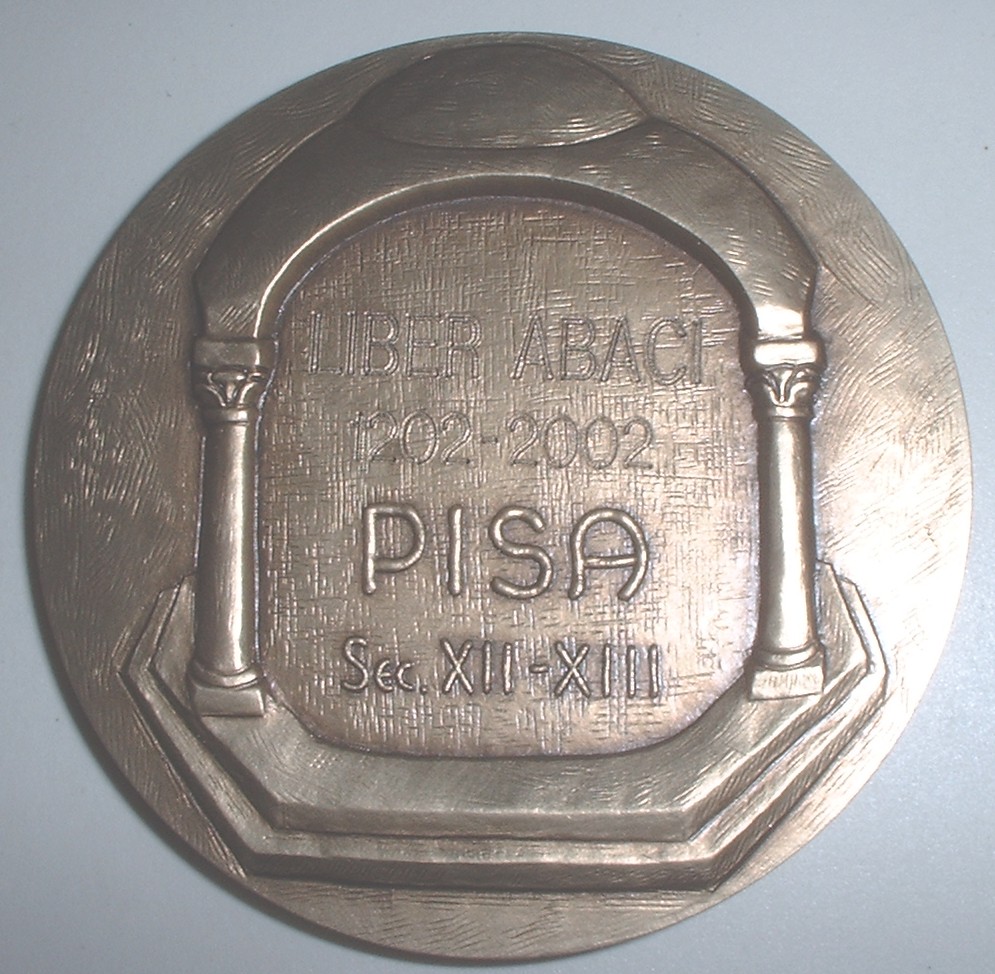 LIBER ABACI
1202-2002
PISA
Sec. XII-XIII